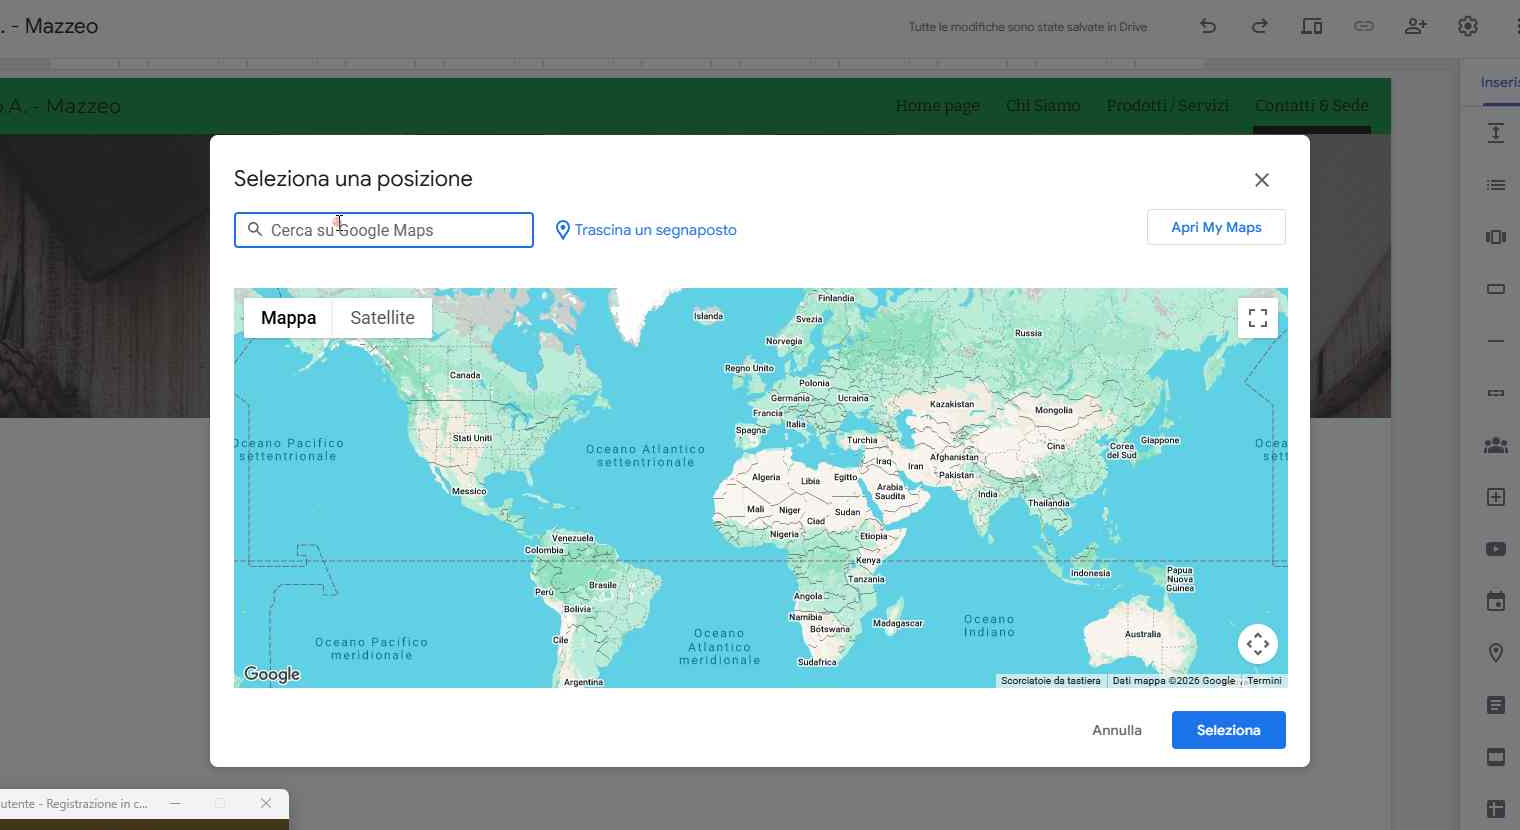 . - Mazzeo
Tutte le modifiche sono state salvate in Drive
.A. - Mazzeo
Home page
Chi Siamo
Prodotti / Servizi
Contatti & Sede
Inseris
Seleziona una posizione
Cerca su Google Maps
Trascina un segnaposto
Apri My Maps
Mappa
Satellite
Finlandia
Islanda
Svezia
Russia
Norvegia
Regno Unito
Canada
Polonia
Germania
Ucraina
Kazakistan
Francia
Mongolia
Italia
Spagna
Stati Uniti
Turchia
Cina
Corea
del Sud
Giappone
Oceano Pacifico
settentrionale
Oceano Atlantico
settentrionale
Ocea
sett
Iraq
Iran
Afghanistan
Pakistan
Algeria
Libia
Egitto
Arabia
Saudita
Messico
India
Thailandia
Mali
Niger
Ciad
Sudan
Nigeria
Etiopia
Venezuela
Colombia
Kenya
Indonesia
Papua
Nuova
Guinea
Tanzania
Perù
Brasile
Angola
Bolivia
Namibia
Botswana
Madagascar
Oceano
Indiano
Oceano Pacifico
meridionale
Cile
Oceano
Atlantico
meridionale
Sudafrica
Australia
Argentina
Google
Scorciatoie da tastiera
Dati mappa ©2026 Google
Termini
Annulla
Seleziona
utente - Registrazione in c...